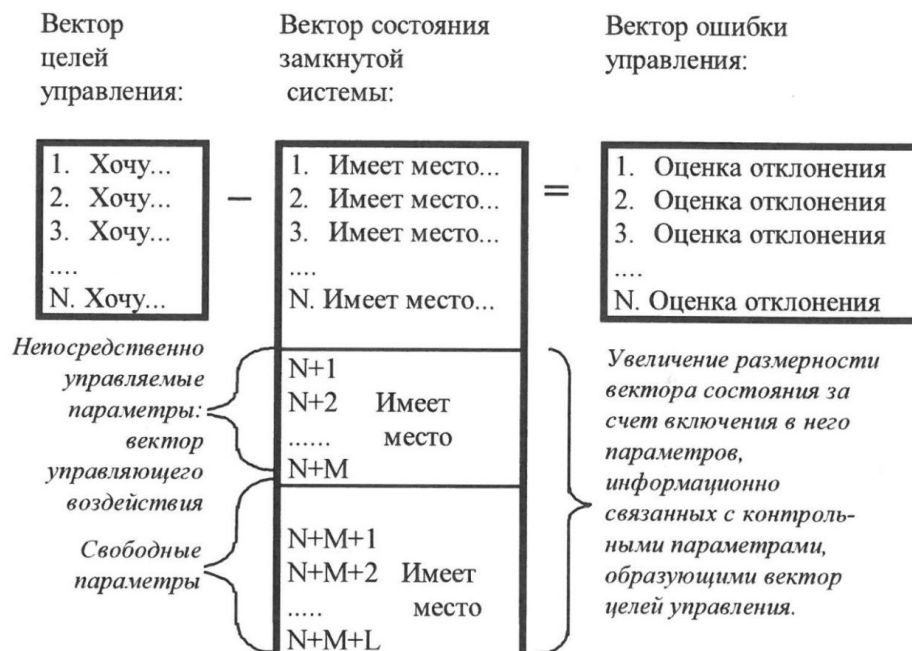 Вектор
целей
управления:
Вектор состояния
замкнутой
системы:
Вектор ошибки
управления:
1. Хочу...
2. Хочу...
3. Хочу...
....
N. Хочу...
–
1. Имеет место...
2. Имеет место...
3. Имеет место...
....
N. Имеет место...
=
1. Оценка отклонения
2. Оценка отклонения
3. Оценка отклонения
....
N. Оценка отклонения
Непосредственно
управляемые
параметры:
вектор
управляющего
воздействия
N+1
N+2 Имеет
...... место
N+M
Свободные
параметры
N+M+1
N+M+2 Имеет
..... место
N+M+L
Увеличение размерности
вектора состояния за
счет включения в него
параметров,
информационно
связанных с контроль-
ными параметрами,
образующими вектор
целей управления.